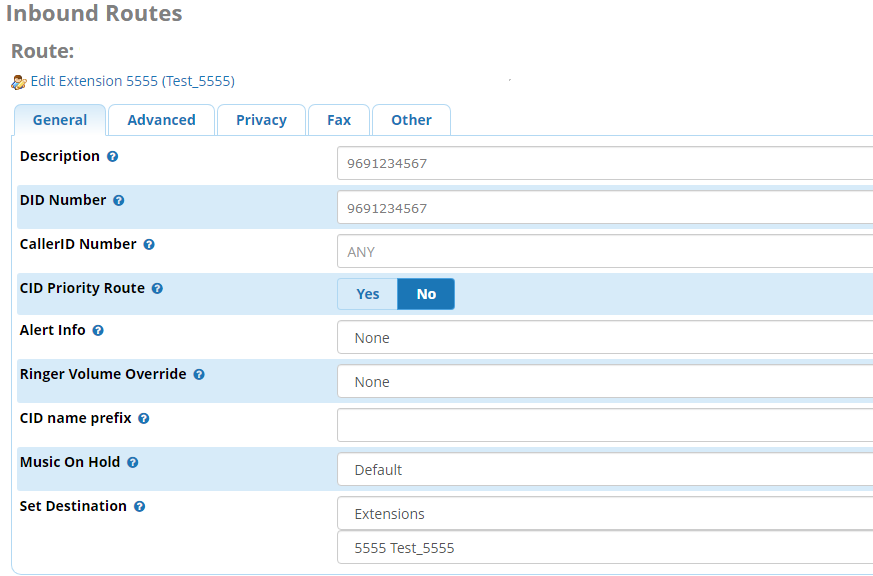 Inbound Routes
Route:
Edit Extension 5555 (Test_5555)
General Advanced Privacy Fax Other
Description 9691234567
DID Number 9691234567
CallerID Number ANY
CID Priority Route Yes No
Alert Info None
Ringer Volume Override None
CID name prefix
Music On Hold Default
Set Destination Extensions
5555 Test_5555